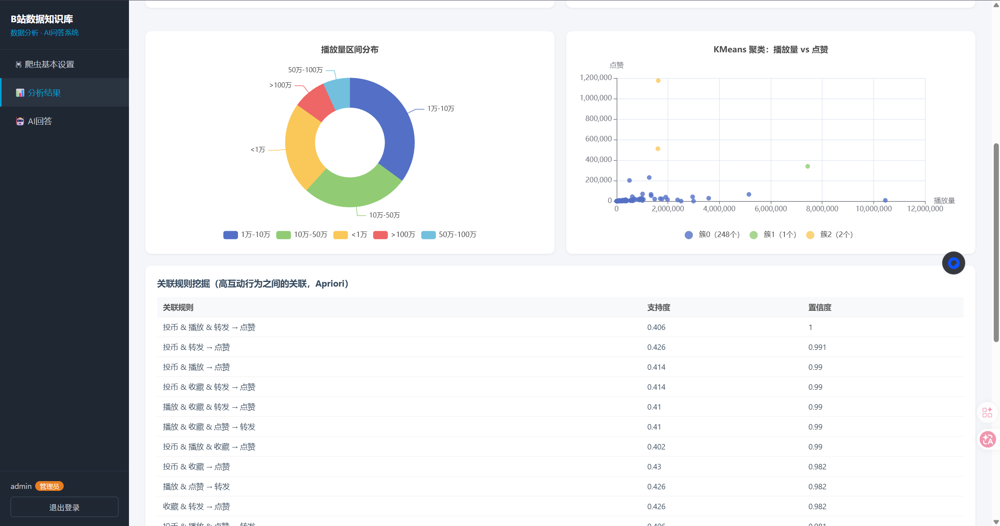 B站数据知识库
数据分析 · AI问答系统
爬虫基本设置
分析结果
AI回答
admin 管理员
退出登录
播放量区间分布
50万-100万
>100万
1万-10万
<1万
10万-50万
1万-10万 10万-50万 <1万 >100万 50万-100万
KMeans 聚类：播放量 vs 点赞
点赞
1,200,000
1,000,000
800,000
600,000
400,000
200,000
0
播放量
0 2,000,000 4,000,000 6,000,000 8,000,000 10,000,000 12,000,000
簇0（248个） 簇1（1个） 簇2（2个）
关联规则挖掘（高互动行为之间的关联，Apriori）
关联规则 支持度 置信度
投币 & 播放 & 转发 → 点赞 0.406 1
投币 & 转发 → 点赞 0.426 0.991
投币 & 播放 → 点赞 0.414 0.99
投币 & 收藏 & 转发 → 点赞 0.414 0.99
播放 & 收藏 & 转发 → 点赞 0.41 0.99
播放 & 收藏 & 点赞 → 转发 0.41 0.99
投币 & 播放 & 收藏 → 点赞 0.402 0.99
投币 & 收藏 → 点赞 0.43 0.982
播放 & 点赞 → 转发 0.426 0.982
收藏 & 转发 → 点赞 0.426 0.982
投币 & 播放 & 点赞 → 转发 0.406 0.981